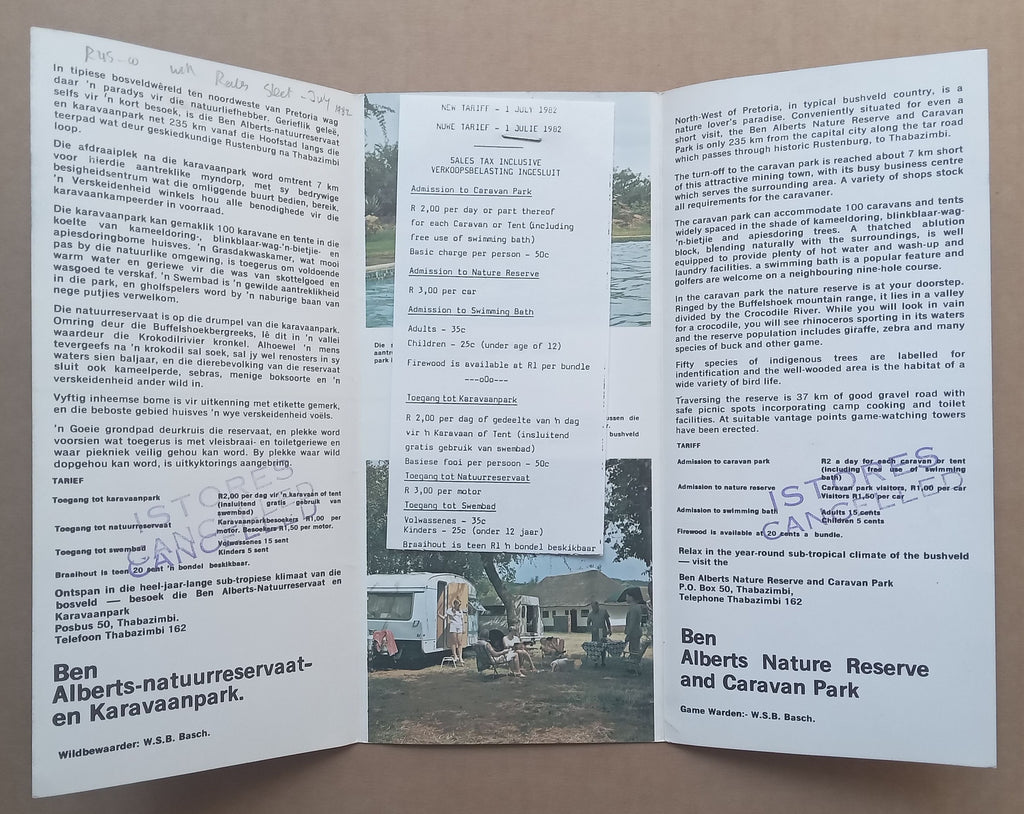 RUS-W with Rates Sleet - July 1982
In tipiese bosveldwêreld ten noordweste van Pretoria wag
daar 'n paradys vir die natuurliefhebber. Gerieflik geleë,
selfs vir 'n kort besoek, is die Ben Alberts-natuurreservaat
en karavaanpark net 235 km vanaf die Hoofstad langs die
teerpad wat deur geskiedkundige Rustenburg na Thabazimbi
loop.
Die afdraaiplek na die karavaanpark word omtrent 7 km
voor hierdie aantreklike myndorp, met sy bedrywige
besigheidsentrum wat die omliggende buurt bedien, bereik.
'n Verskeidenheid winkels hou alle benodighede vir die
karavaankampeerder in voorraad.
Die karavaanpark kan gemaklik 100 karavane en tente in die
koelte van kameeldoring-, blinkblaar-wag-'n-bietjie- en
apiesdoringbome huisves. 'n Grasdakwaskamer, wat mooi
pas by die natuurlike omgewing, is toegerus om voldoende
warm water en geriewe vir die was van skottelgoed en
wasgoed te verskaf. 'n Swembad is 'n gewilde aantreklikheid
in die park, en gholfspelers word by 'n naburige baan van
nege putjies verwelkom.
Die natuurreservaat is op die drumpel van die karavaanpark.
Omring deur die Buffelshoekbergreeks, lê dit in 'n vallei
waardeur die Krokodilrivier kronkel. Alhoewel 'n mens
tevergeefs na 'n krokodil sal soek, sal jy wel renosters in sy
waters sien baljaar, en die dierebevolking van die reservaat
sluit ook kameelperde, sebras, menige boksoorte en 'n
verskeidenheid ander wild in.
Vyftig inheemse bome is vir uitkenning met etikette gemerk,
en die beboste gebied huisves 'n wye verskeidenheid voëls.
'n Goeie grondpad deurkruis die reservaat, en plekke word
voorsien wat toegerus is met vleisbraai- en toiletgeriewe en
waar piekniek veilig gehou kan word. By plekke waar wild
dopgehou kan word, is uitkyktorings aangebring.
TARIEF
Toegang tot karavaanpark R2,00 per dag vir 'n karavaan of tent
(insluitend gratis gebruik van
swembad)
Toegang tot natuurreservaat Karavaanparkbesoekers R1,00 per
motor. Besoekers R1,50 per motor.
Toegang tot swembad Volwassenes 15 sent
Kinders 5 sent
Braaihout is teen 20 sent 'n bondel beskikbaar.
ISTORES
CANCELLED
Ontspan in die heel-jaar-lange sub-tropiese klimaat van die
bosveld — besoek die Ben Alberts-Natuurreservaat en
Karavaanpark
Posbus 50, Thabazimbi.
Telefoon Thabazimbi 162
Ben
Alberts-natuurreservaat-
en Karavaanpark.
Wildbewaarder: W.S.B. Basch.
NEW TARIFF - 1 JULY 1982
NUWE TARIEF - 1 JULIE 1982
SALES TAX INCLUSIVE
VERKOOPSBELASTING INGESLUIT
Admission to Caravan Park
R 2,00 per day or part thereof
for each Caravan or Tent (including
free use of swimming bath)
Basic charge per person - 50c
Admission to Nature Reserve
R 3,00 per car
Admission to Swimming Bath
Adults - 35c
Children - 25c (under age of 12)
Firewood is available at R1 per bundle
---oOo---
Toegang tot Karavaanpark
R 2,00 per dag of gedeelte van 'n dag
vir 'n Karavaan of Tent (insluitend
gratis gebruik van swembad)
Basiese fooi per persoon - 50c
Toegang tot Natuurreservaat
R 3,00 per motor
Toegang tot Swembad
Volwassenes - 35c
Kinders - 25c (onder 12 jaar)
Braaihout is teen R1 'n bondel beskikbaar
Die
aantr
park
ussen die
bushveld
North-West of Pretoria, in typical bushveld country, is a
nature lover's paradise. Conveniently situated for even a
short visit, the Ben Alberts Nature Reserve and Caravan
Park is only 235 km from the capital city along the tar road
which passes through historic Rustenburg, to Thabazimbi.
The turn-off to the caravan park is reached about 7 km short
of this attractive mining town, with its busy business centre
which serves the surrounding area. A variety of shops stock
all requirements for the caravaner.
The caravan park can accommodate 100 caravans and tents
widely spaced in the shade of kameeldoring, blinkblaar-wag-
'n-bietjie and apiesdoring trees. A thatched ablution
block, blending naturally with the surroundings, is well
equipped to provide plenty of hot water and wash-up and
laundry facilities. a swimming bath is a popular feature and
golfers are welcome on a neighbouring nine-hole course.
In the caravan park the nature reserve is at your doorstep.
Ringed by the Buffelshoek mountain range, it lies in a valley
divided by the Crocodile River. While you will look in vain
for a crocodile, you will see rhinoceros sporting in its waters
and the reserve population includes giraffe, zebra and many
species of buck and other game.
Fifty species of indigenous trees are labelled for
indentification and the well-wooded area is the habitat of a
wide variety of bird life.
Traversing the reserve is 37 km of good gravel road with
safe picnic spots incorporating camp cooking and toilet
facilities. At suitable vantage points game-watching towers
have been erected.
TARIFF
Admission to caravan park R2 a day for each caravan or tent
(including free use of swimming
bath)
Admission to nature reserve Caravan park visitors, R1,00 per car
Visitors R1,50 per car.
Admission to swimming bath Adults 15 cents
Children 5 cents
Firewood is available at 20 cents a bundle.
ISTORES
CANCELLED
Relax in the year-round sub-tropical climate of the bushveld
— visit the
Ben Alberts Nature Reserve and Caravan Park
P.O. Box 50, Thabazimbi,
Telephone Thabazimbi 162
Ben
Alberts Nature Reserve
and Caravan Park
Game Warden:- W.S.B. Basch.